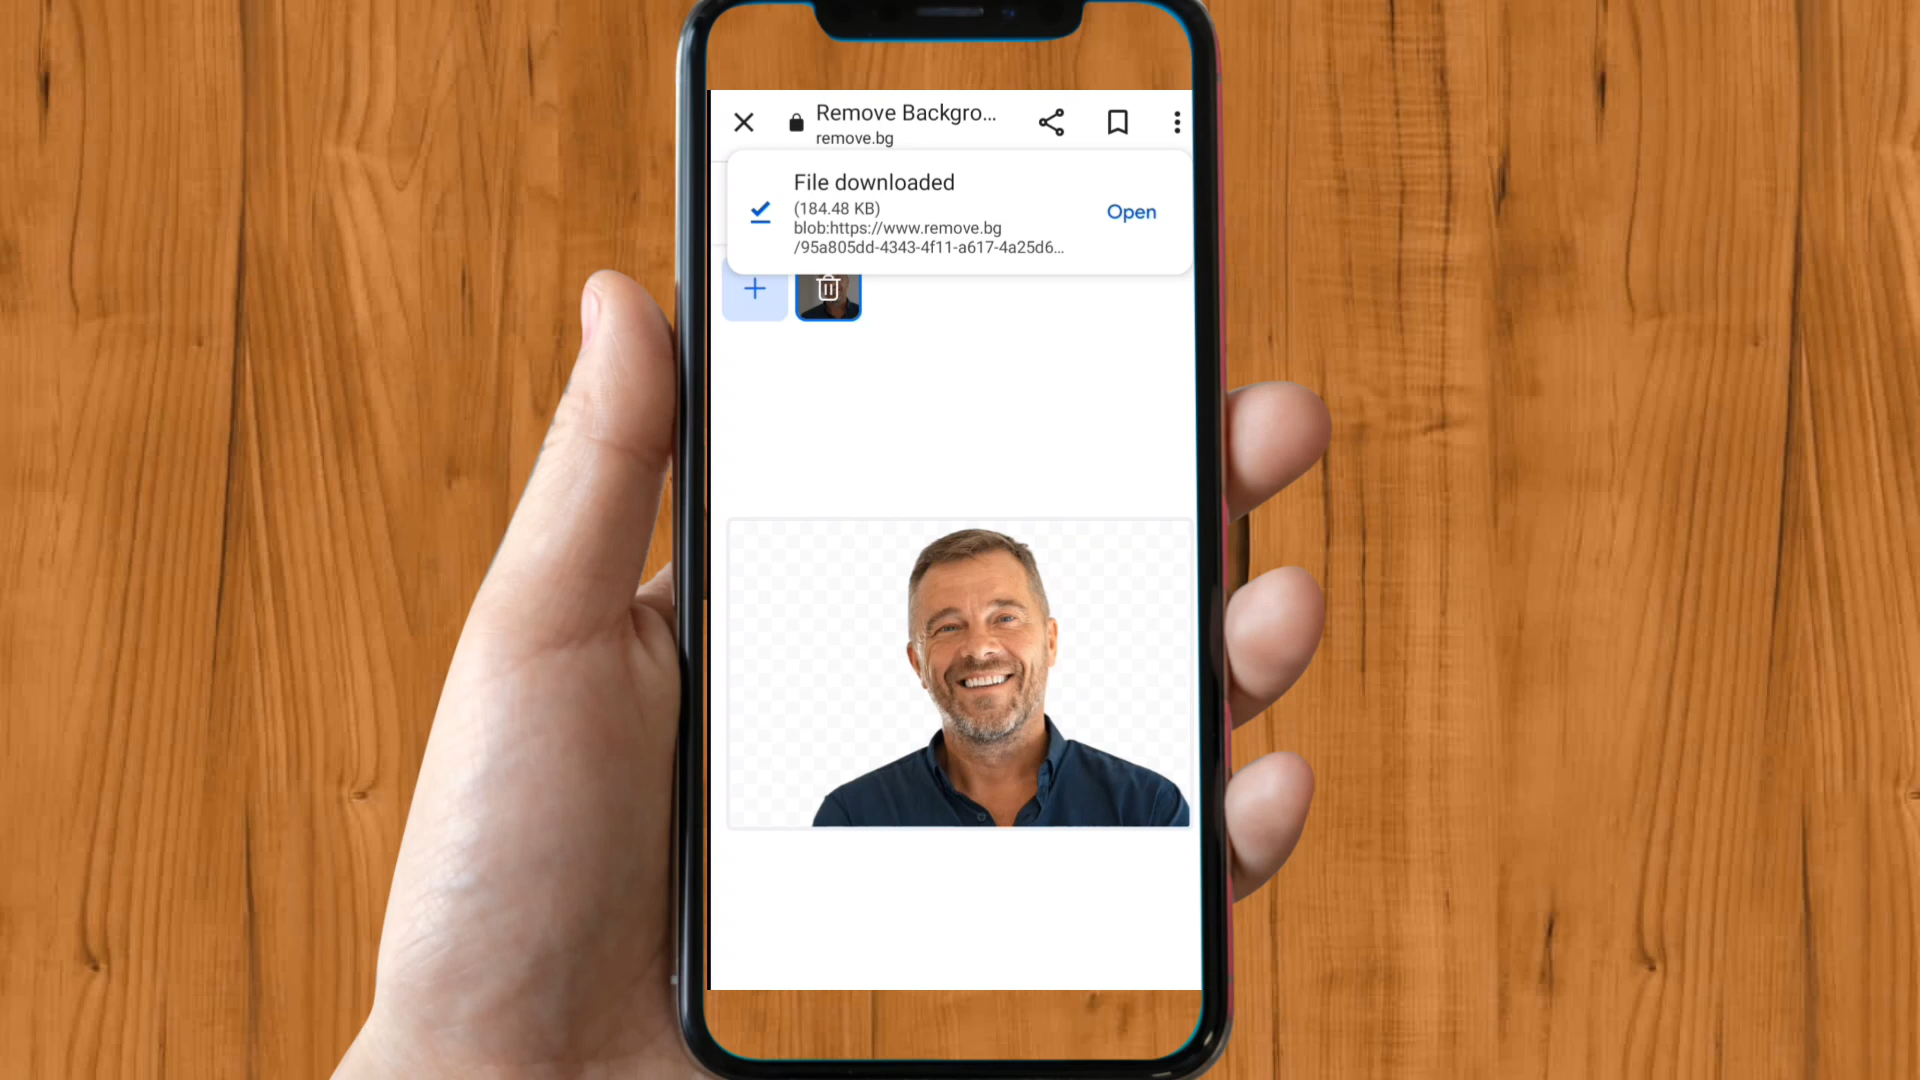 Remove Backgro...
remove.bg
File downloaded
(184.48 KB)
blob:https://www.remove.bg
/95a805dd-4343-4f11-a617-4a25d6...
Open